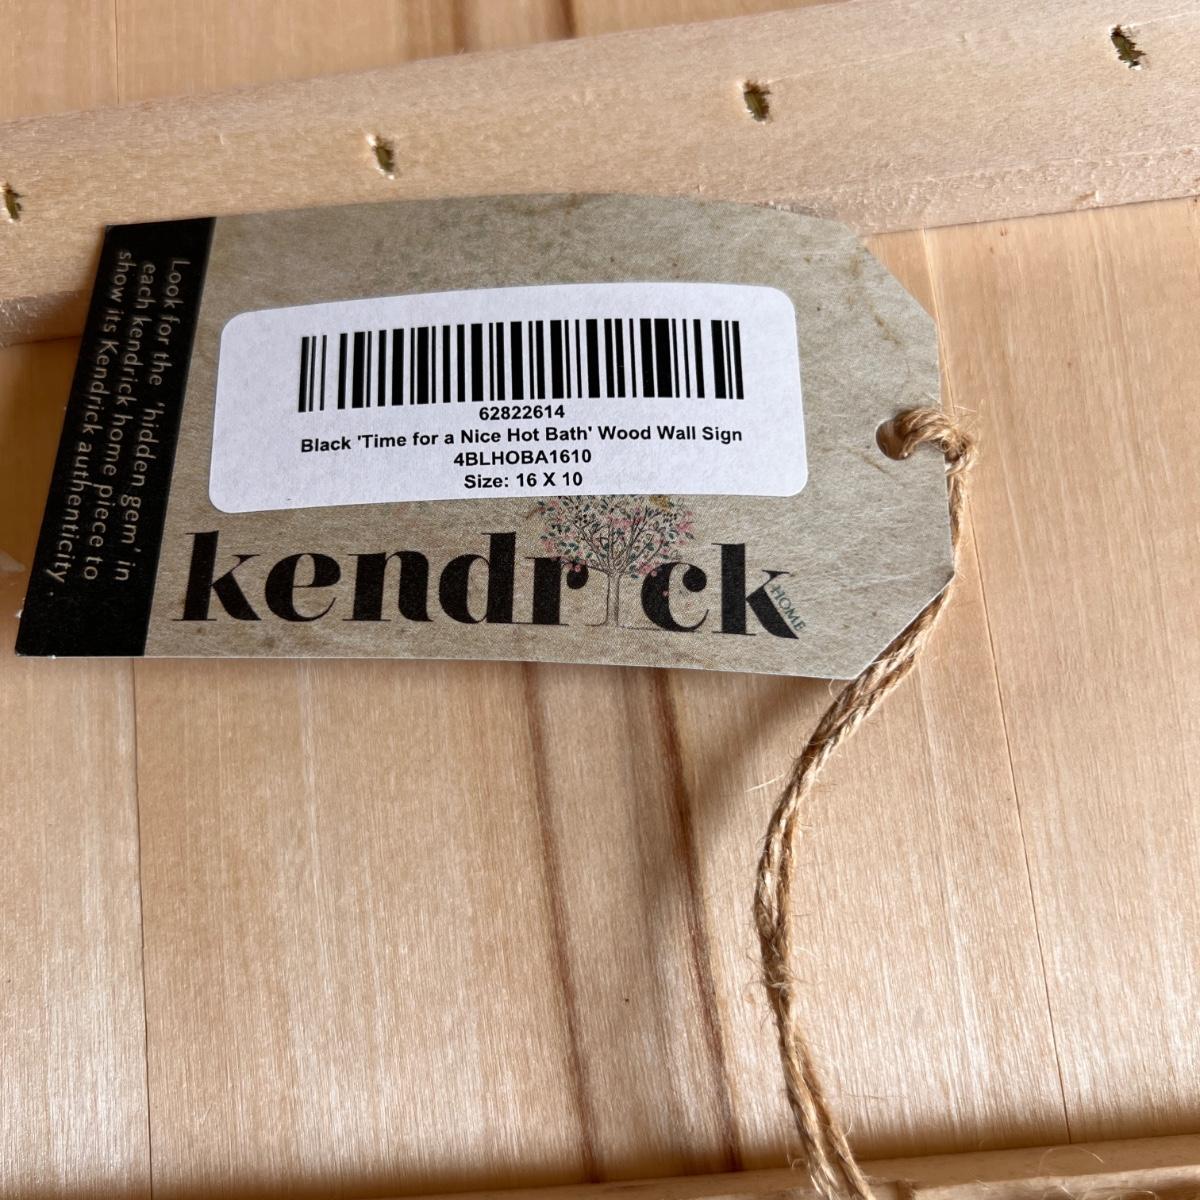 Look for the 'hidden gem' in
each kendrick home piece to
show its Kendrick authenticity.
62822614
Black 'Time for a Nice Hot Bath' Wood Wall Sign
4BLHOBA1610
Size: 16 X 10
kendrick
HOME